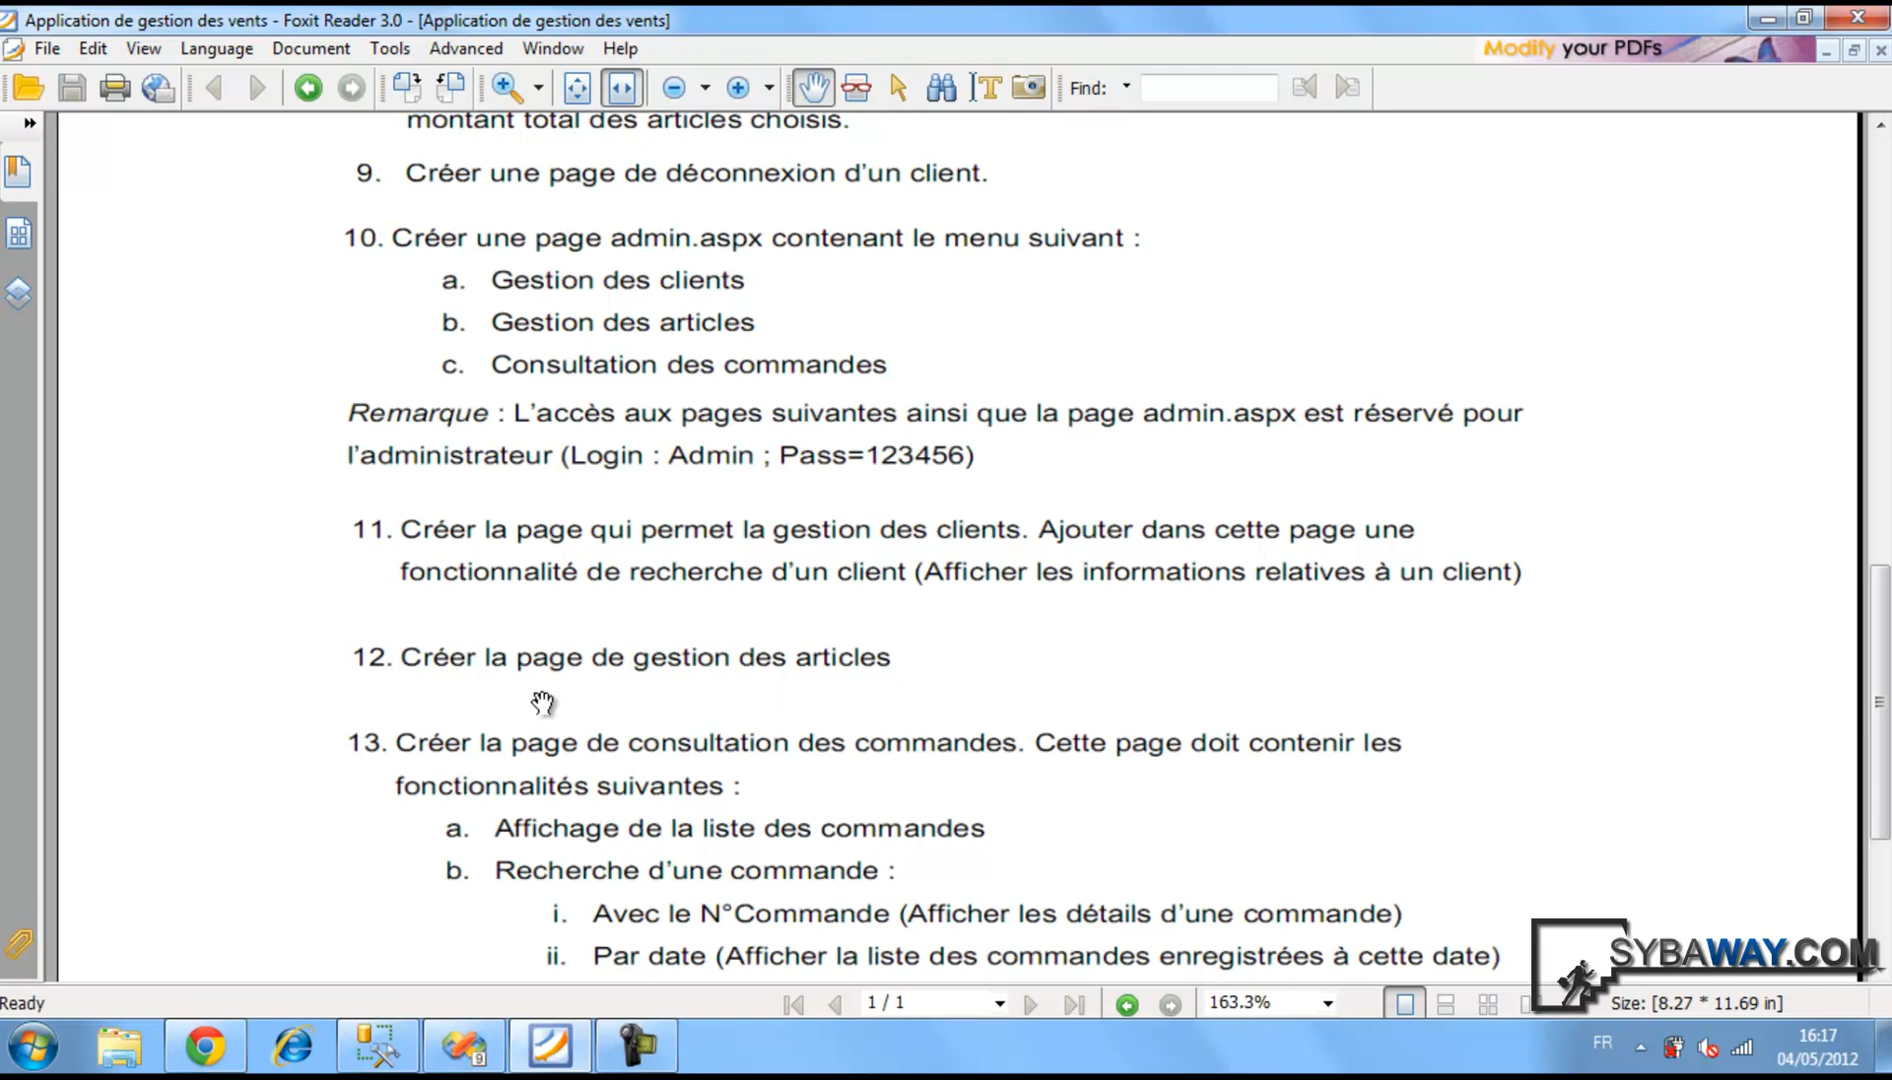 Application de gestion des vents - Foxit Reader 3.0 - [Application de gestion des vents]
File Edit View Language Document Tools Advanced Window Help
Modify your PDFs
Find:
montant total des articles choisis.
9. Créer une page de déconnexion d’un client.
10. Créer une page admin.aspx contenant le menu suivant :
a. Gestion des clients
b. Gestion des articles
c. Consultation des commandes
Remarque : L’accès aux pages suivantes ainsi que la page admin.aspx est réservé pour
l’administrateur (Login : Admin ; Pass=123456)
11. Créer la page qui permet la gestion des clients. Ajouter dans cette page une
fonctionnalité de recherche d’un client (Afficher les informations relatives à un client)
12. Créer la page de gestion des articles
13. Créer la page de consultation des commandes. Cette page doit contenir les
fonctionnalités suivantes :
a. Affichage de la liste des commandes
b. Recherche d’une commande :
i. Avec le N°Commande (Afficher les détails d’une commande)
ii. Par date (Afficher la liste des commandes enregistrées à cette date)
SYBAWAY.COM
Ready 1 / 1 163.3% Size: [8.27 * 11.69 in]
9
FR 16:17
04/05/2012